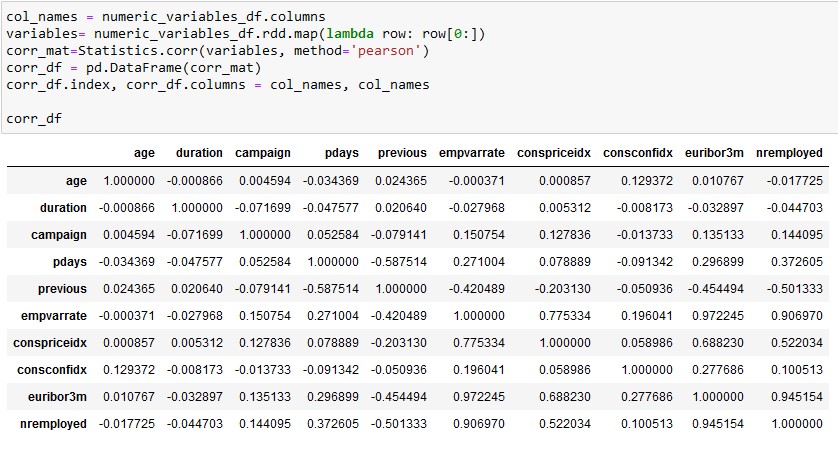 col_names = numeric_variables_df.columns
variables= numeric_variables_df.rdd.map(lambda row: row[0:])
corr_mat=Statistics.corr(variables, method='pearson')
corr_df = pd.DataFrame(corr_mat)
corr_df.index, corr_df.columns = col_names, col_names
corr_df
age duration campaign pdays previous empvarrate conspriceidx consconfidx euribor3m nremployed
age 1.000000 -0.000866 0.004594 -0.034369 0.024365 -0.000371 0.000857 0.129372 0.010767 -0.017725
duration -0.000866 1.000000 -0.071699 -0.047577 0.020640 -0.027968 0.005312 -0.008173 -0.032897 -0.044703
campaign 0.004594 -0.071699 1.000000 0.052584 -0.079141 0.150754 0.127836 -0.013733 0.135133 0.144095
pdays -0.034369 -0.047577 0.052584 1.000000 -0.587514 0.271004 0.078889 -0.091342 0.296899 0.372605
previous 0.024365 0.020640 -0.079141 -0.587514 1.000000 -0.420489 -0.203130 -0.050936 -0.454494 -0.501333
empvarrate -0.000371 -0.027968 0.150754 0.271004 -0.420489 1.000000 0.775334 0.196041 0.972245 0.906970
conspriceidx 0.000857 0.005312 0.127836 0.078889 -0.203130 0.775334 1.000000 0.058986 0.688230 0.522034
consconfidx 0.129372 -0.008173 -0.013733 -0.091342 -0.050936 0.196041 0.058986 1.000000 0.277686 0.100513
euribor3m 0.010767 -0.032897 0.135133 0.296899 -0.454494 0.972245 0.688230 0.277686 1.000000 0.945154
nremployed -0.017725 -0.044703 0.144095 0.372605 -0.501333 0.906970 0.522034 0.100513 0.945154 1.000000